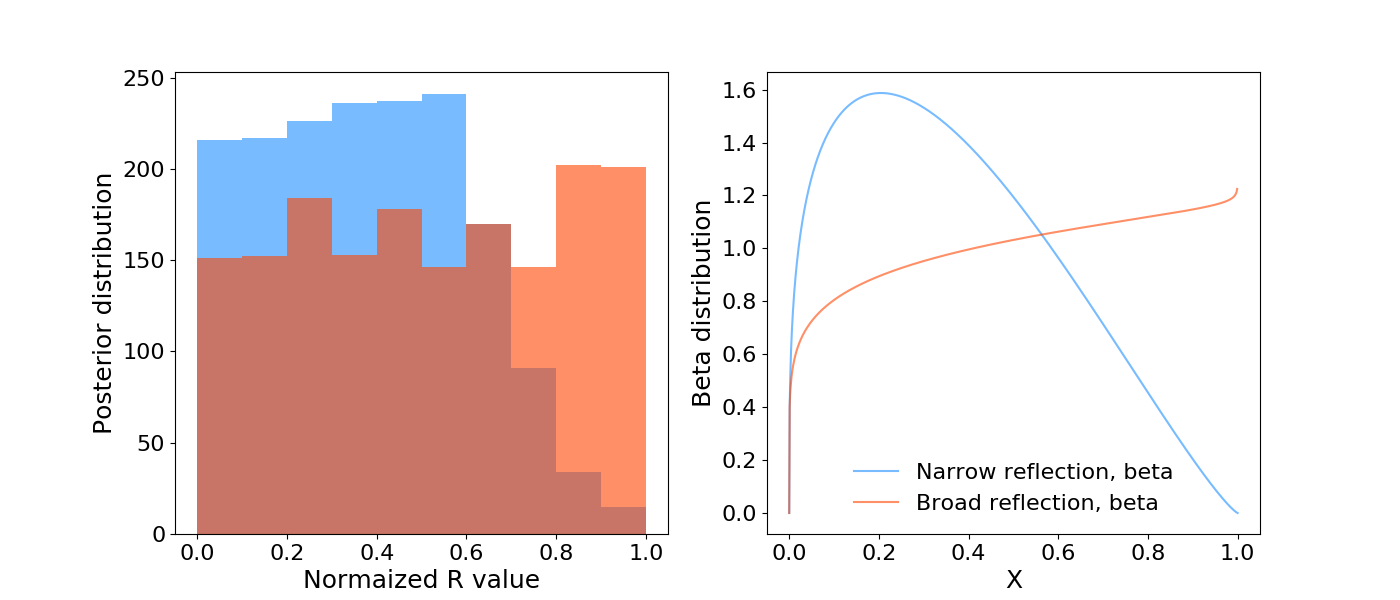 250
200
150
100
50
0
Posterior distribution
0.0 0.2 0.4 0.6 0.8 1.0
Normaized R value
1.6
1.4
1.2
1.0
0.8
0.6
0.4
0.2
0.0
Beta distribution
Narrow reflection, beta
Broad reflection, beta
0.0 0.2 0.4 0.6 0.8 1.0
X